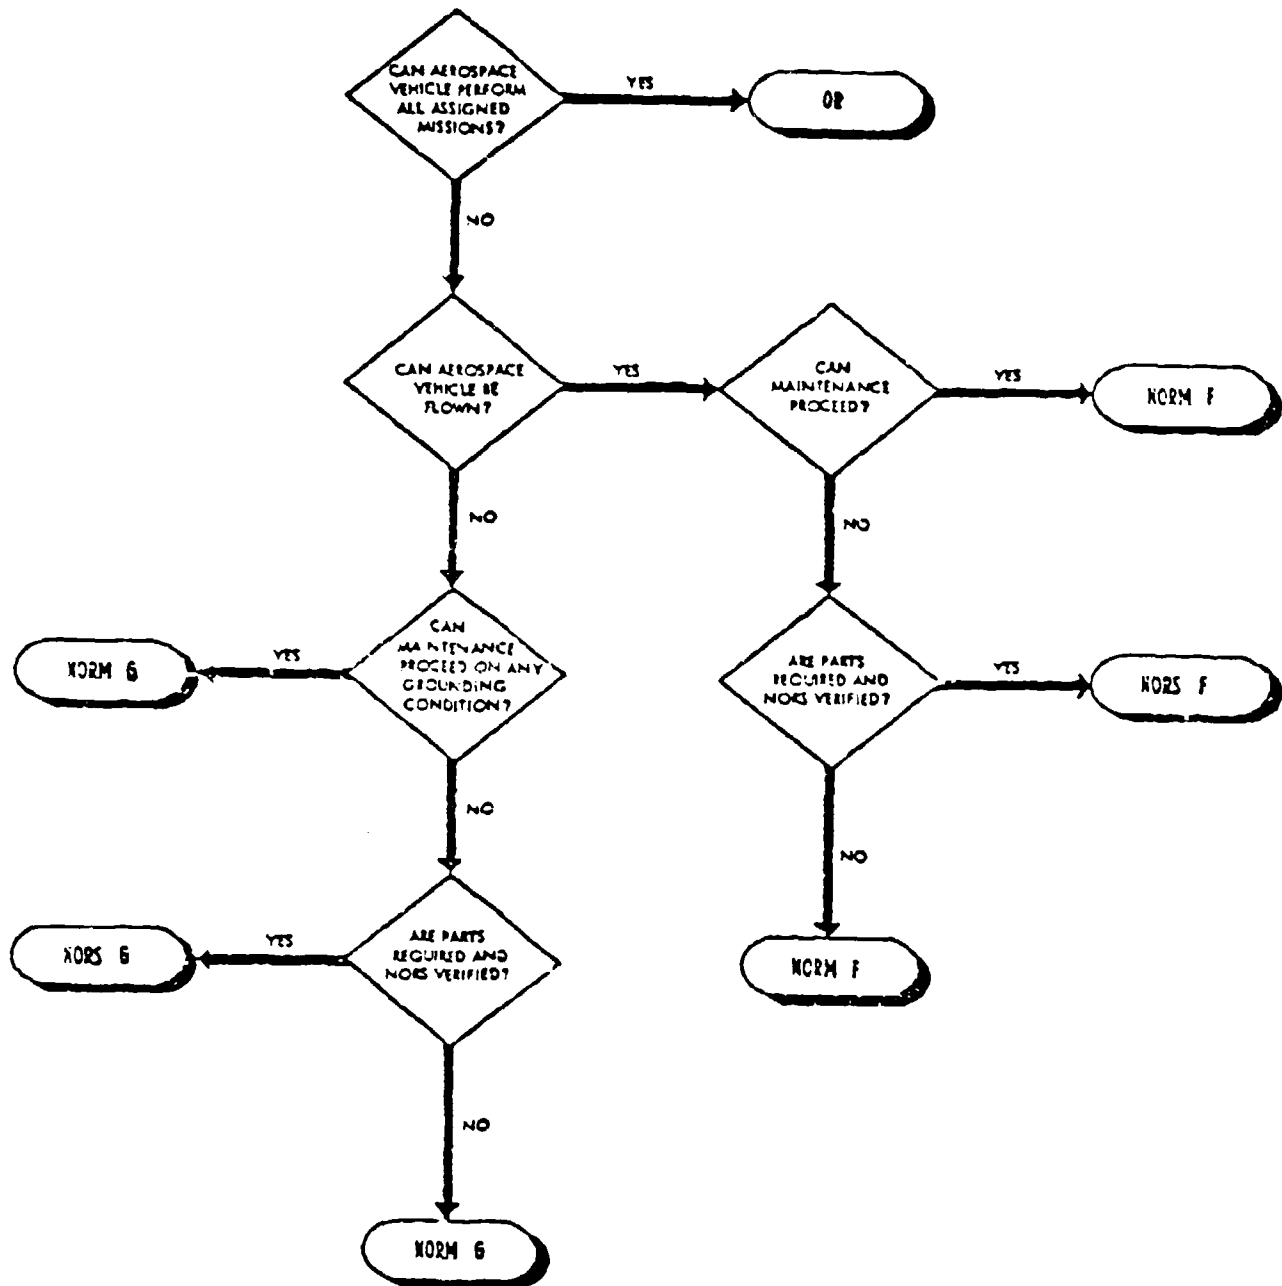 CAN AEROSPACE
VEHICLE PERFORM
ALL ASSIGNED
MISSIONS?
YES
OR
NO
CAN AEROSPACE
VEHICLE BE
FLOWN?
YES
CAN
MAINTENANCE
PROCEED?
YES
NORM F
NO
NO
CAN
MAINTENANCE
PROCEED ON ANY
GROUNDING
CONDITION?
YES
NORM G
ARE PARTS
REQUIRED AND
NORS VERIFIED?
YES
NORS F
NO
NO
ARE PARTS
REQUIRED AND
NORS VERIFIED?
YES
NORS G
NORM F
NO
NORM G